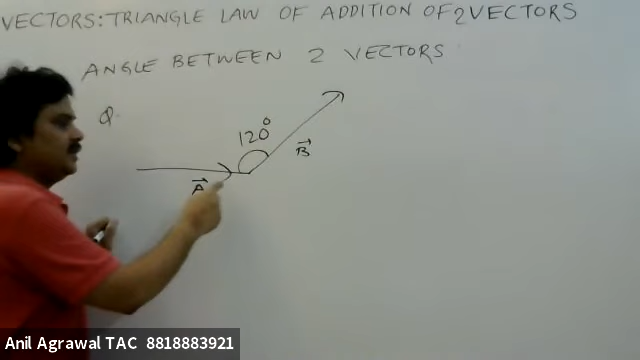 VECTORS: TRIANGLE LAW OF ADDITION OF 2 VECTORS
ANGLE BETWEEN 2 VECTORS
Q.
120°
B
A
Anil Agrawal TAC 8818883921